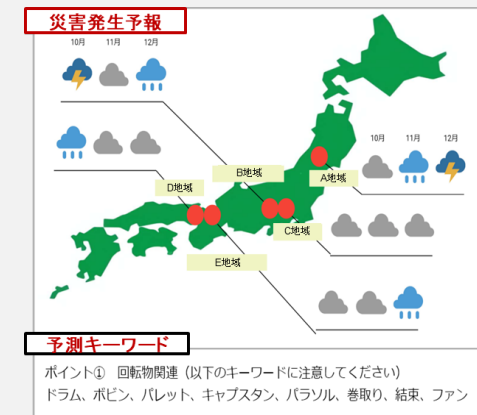 災害発生予報
10月 11月 12月
10月 11月 12月
B地域
A地域
D地域
C地域
E地域
予測キーワード
ポイント① 回転物関連（以下のキーワードに注意してください）
ドラム、ボビン、パレット、キャプスタン、パラソル、巻取り、結束、ファン